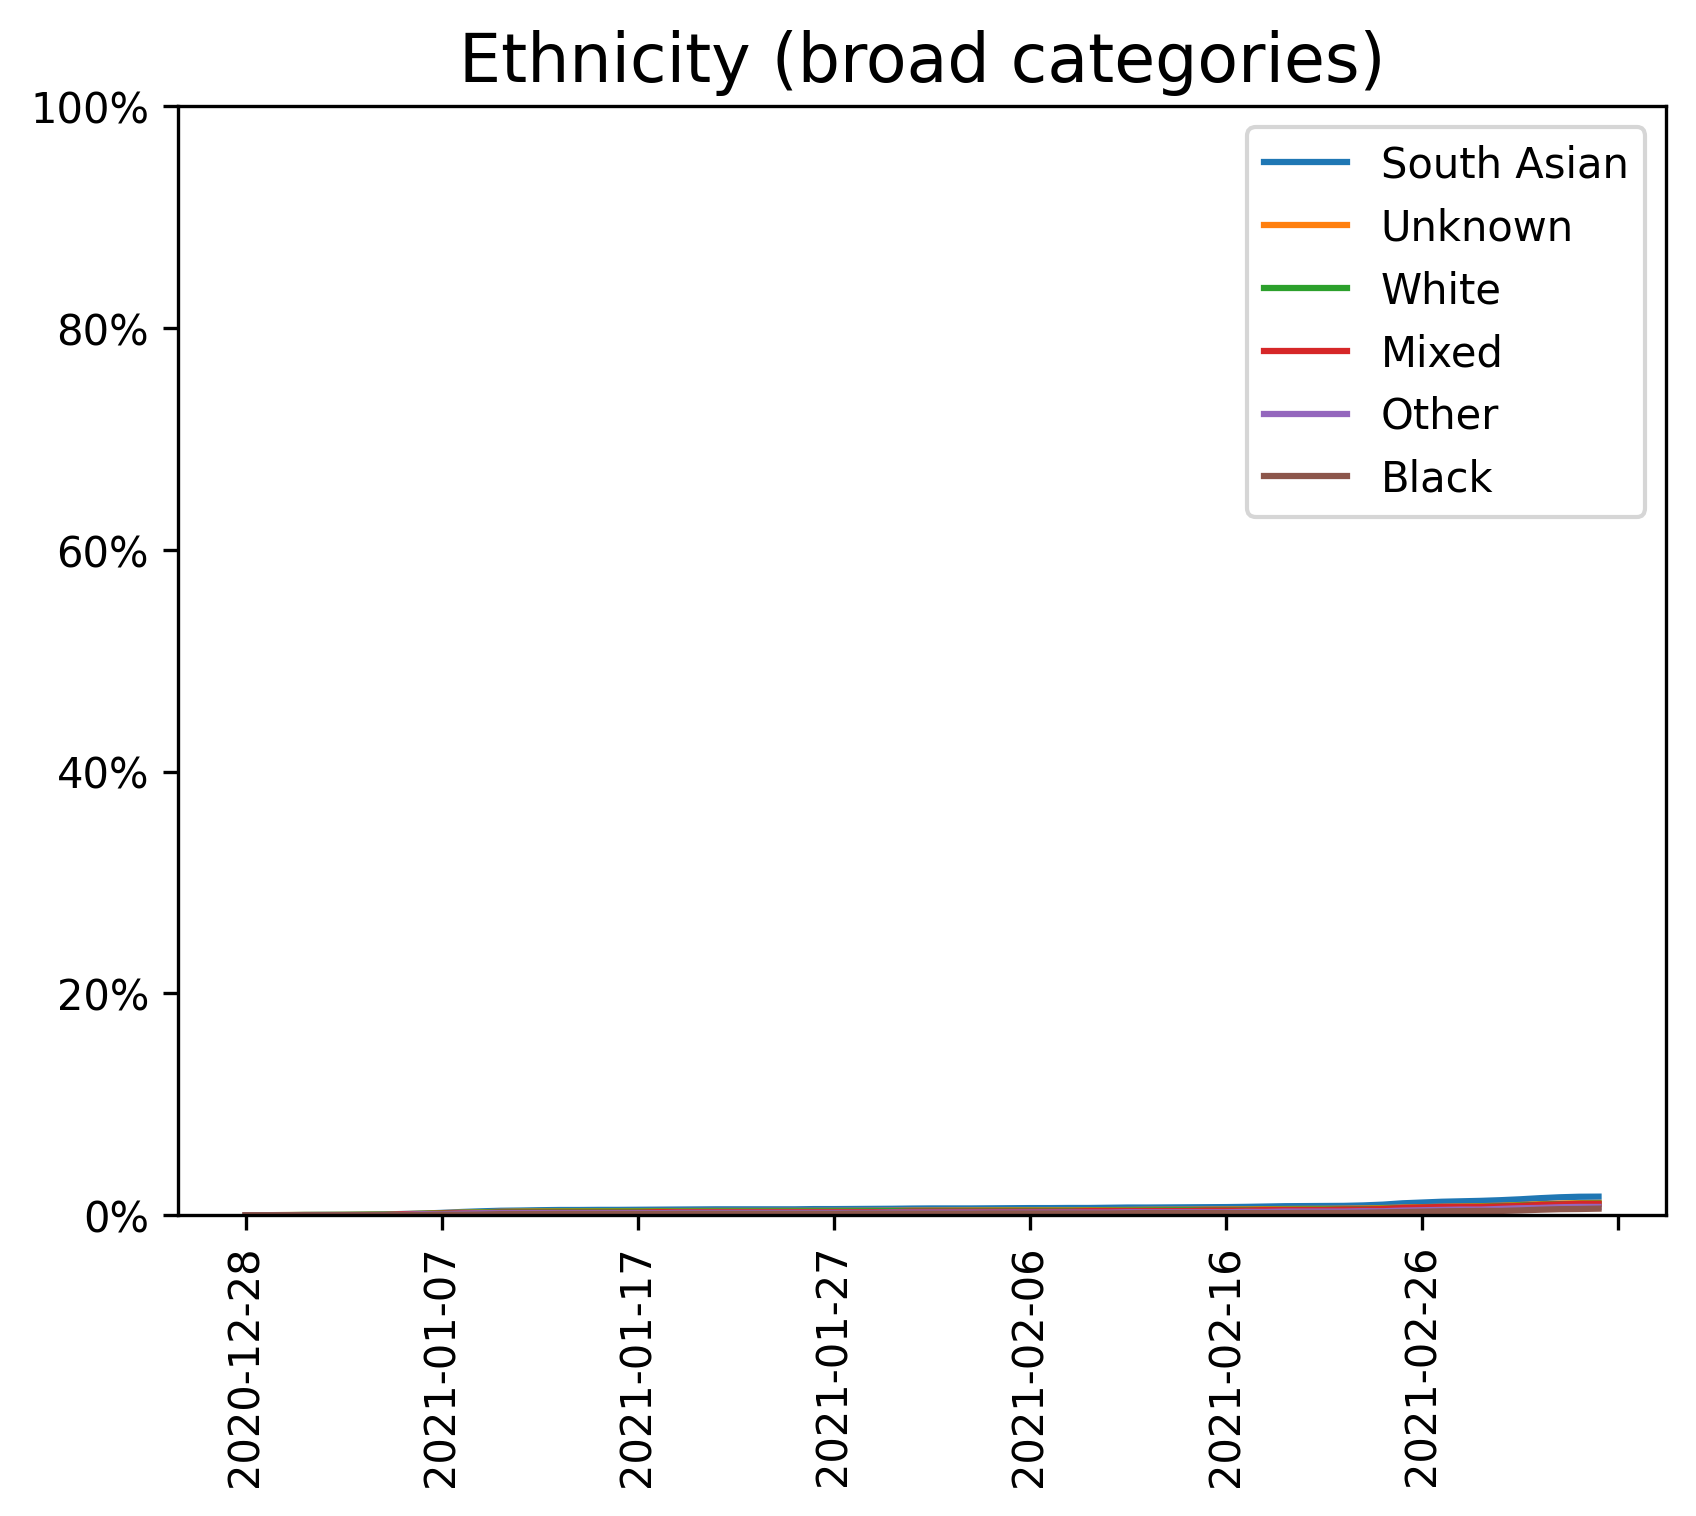 Ethnicity (broad categories)
100%
80%
60%
40%
20%
0%
South Asian
Unknown
White
Mixed
Other
Black
2020-12-28
2021-01-07
2021-01-17
2021-01-27
2021-02-06
2021-02-16
2021-02-26